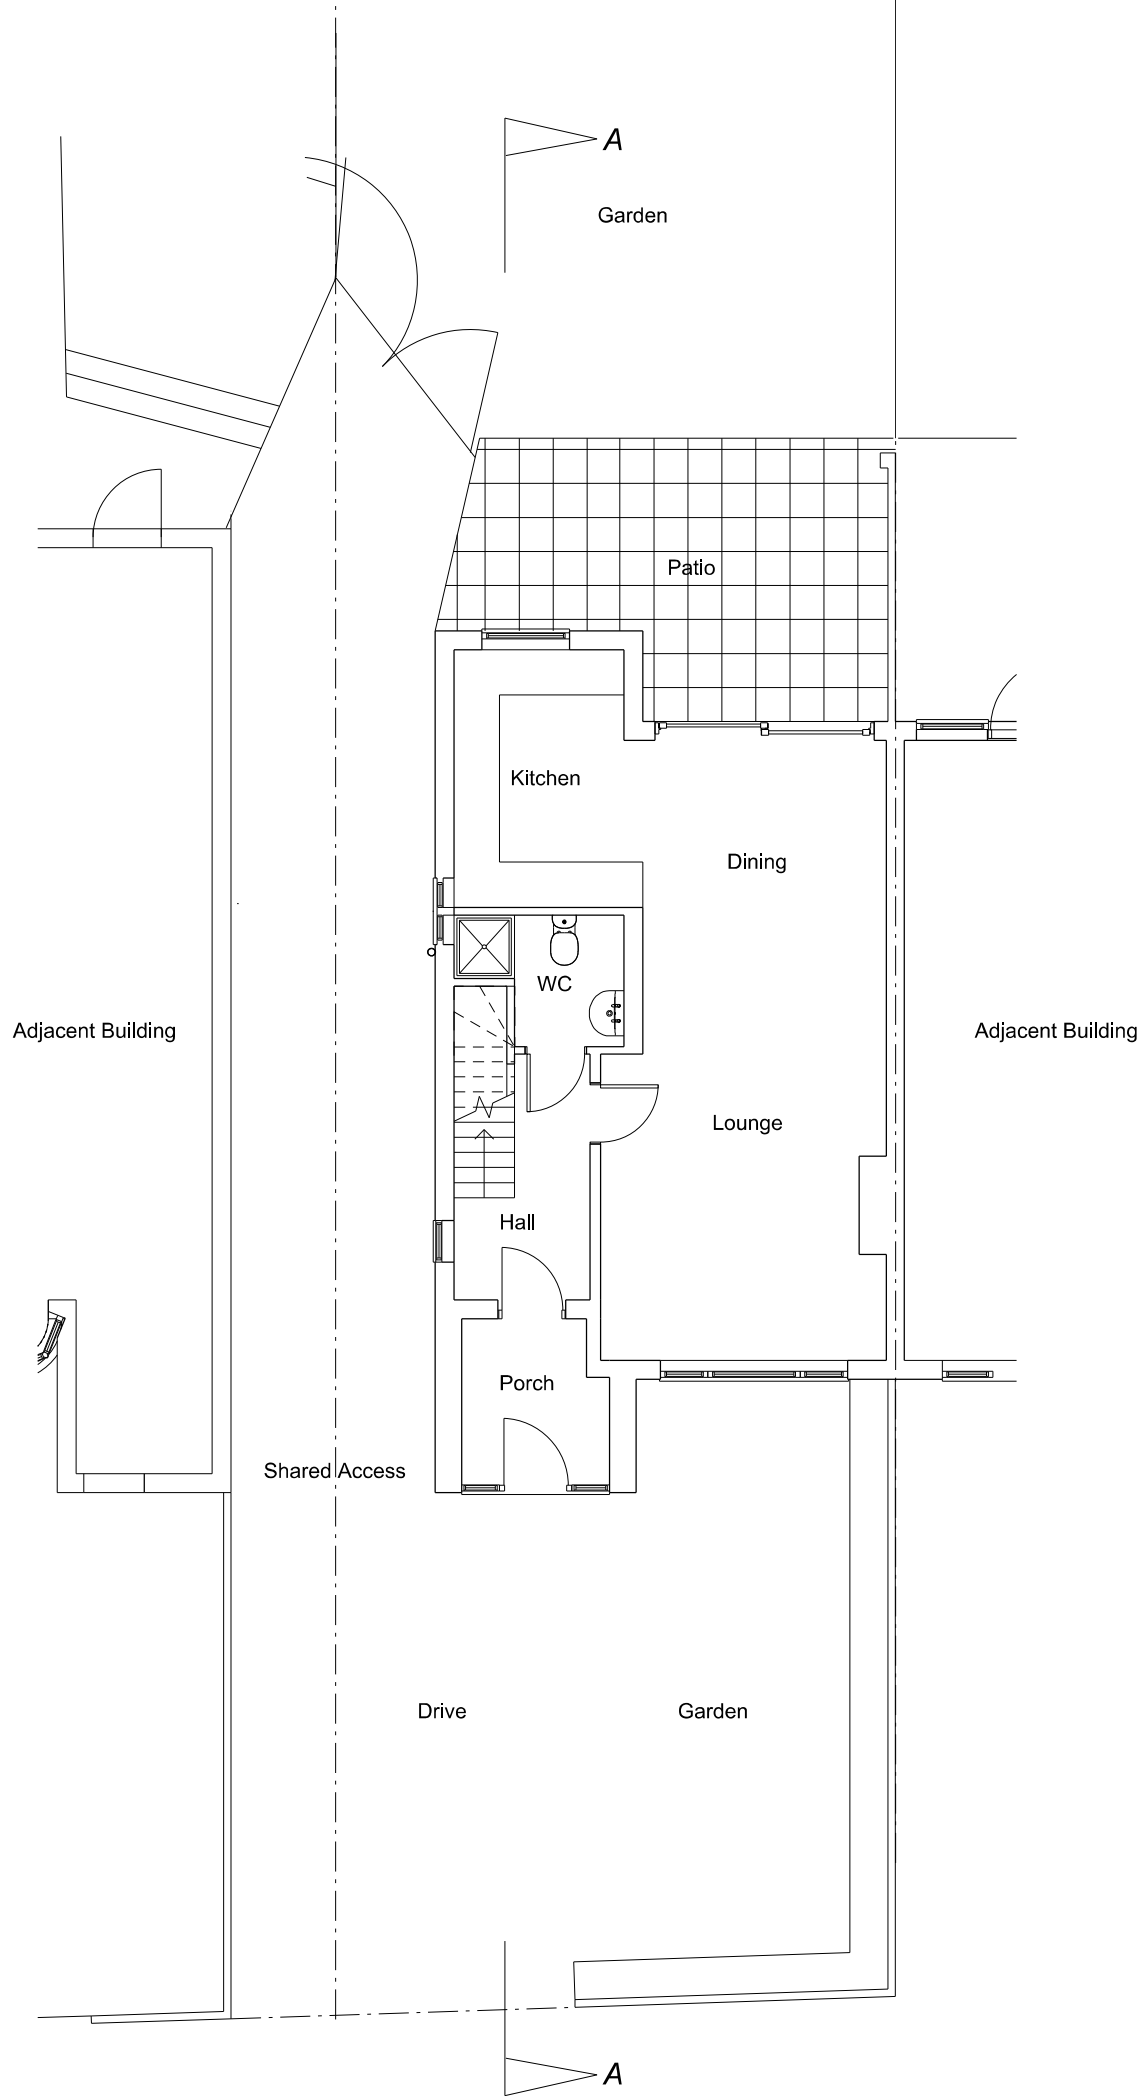 A
Garden
Patio
Kitchen
Dining
WC
Adjacent Building
Adjacent Building
Lounge
Hall
Porch
Shared Access
Drive
Garden
A